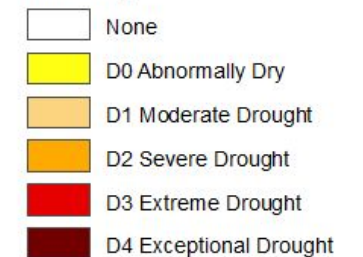 None
D0 Abnormally Dry
D1 Moderate Drought
D2 Severe Drought
D3 Extreme Drought
D4 Exceptional Drought